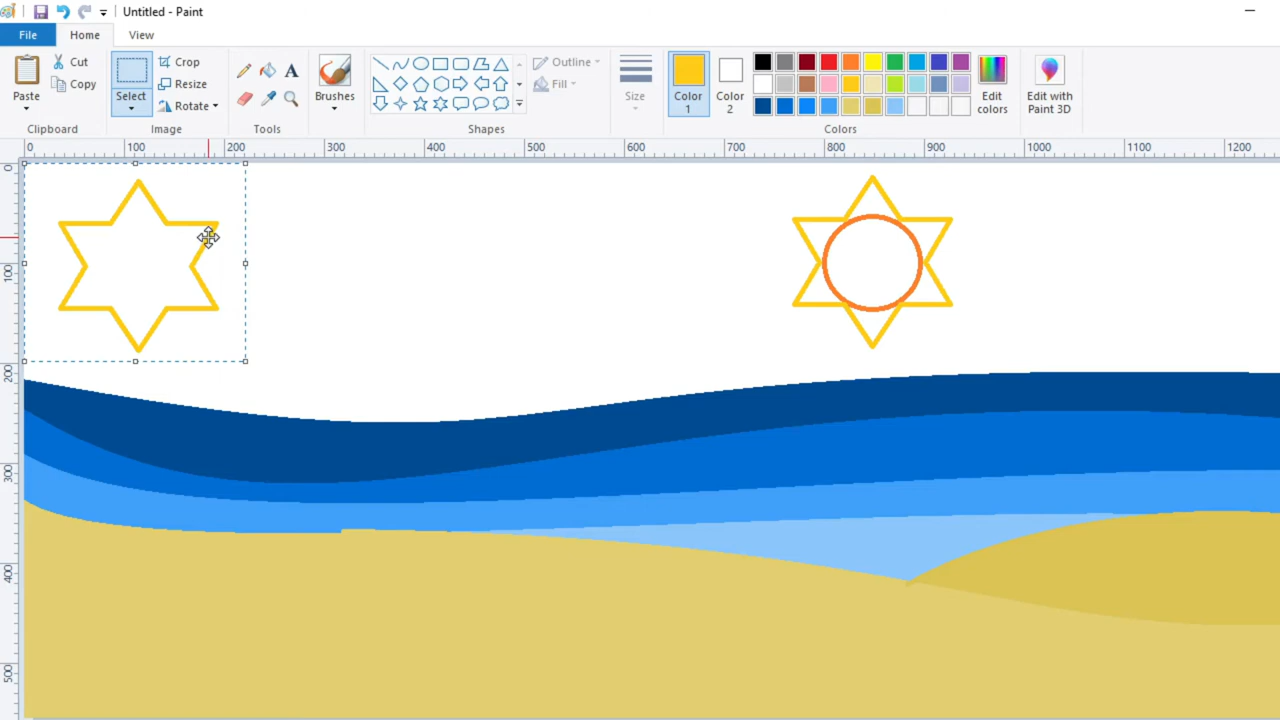 Untitled - Paint
File Home View
Paste Cut Copy
Clipboard
Select Crop Resize Rotate
Image
A
Tools
Brushes
Outline Fill
Shapes
Size
Color 1 Color 2
Edit colors
Colors
Edit with Paint 3D
0 100 200 300 400 500 600 700 800 900 1000 1100 1200
0
100
200
300
400
500